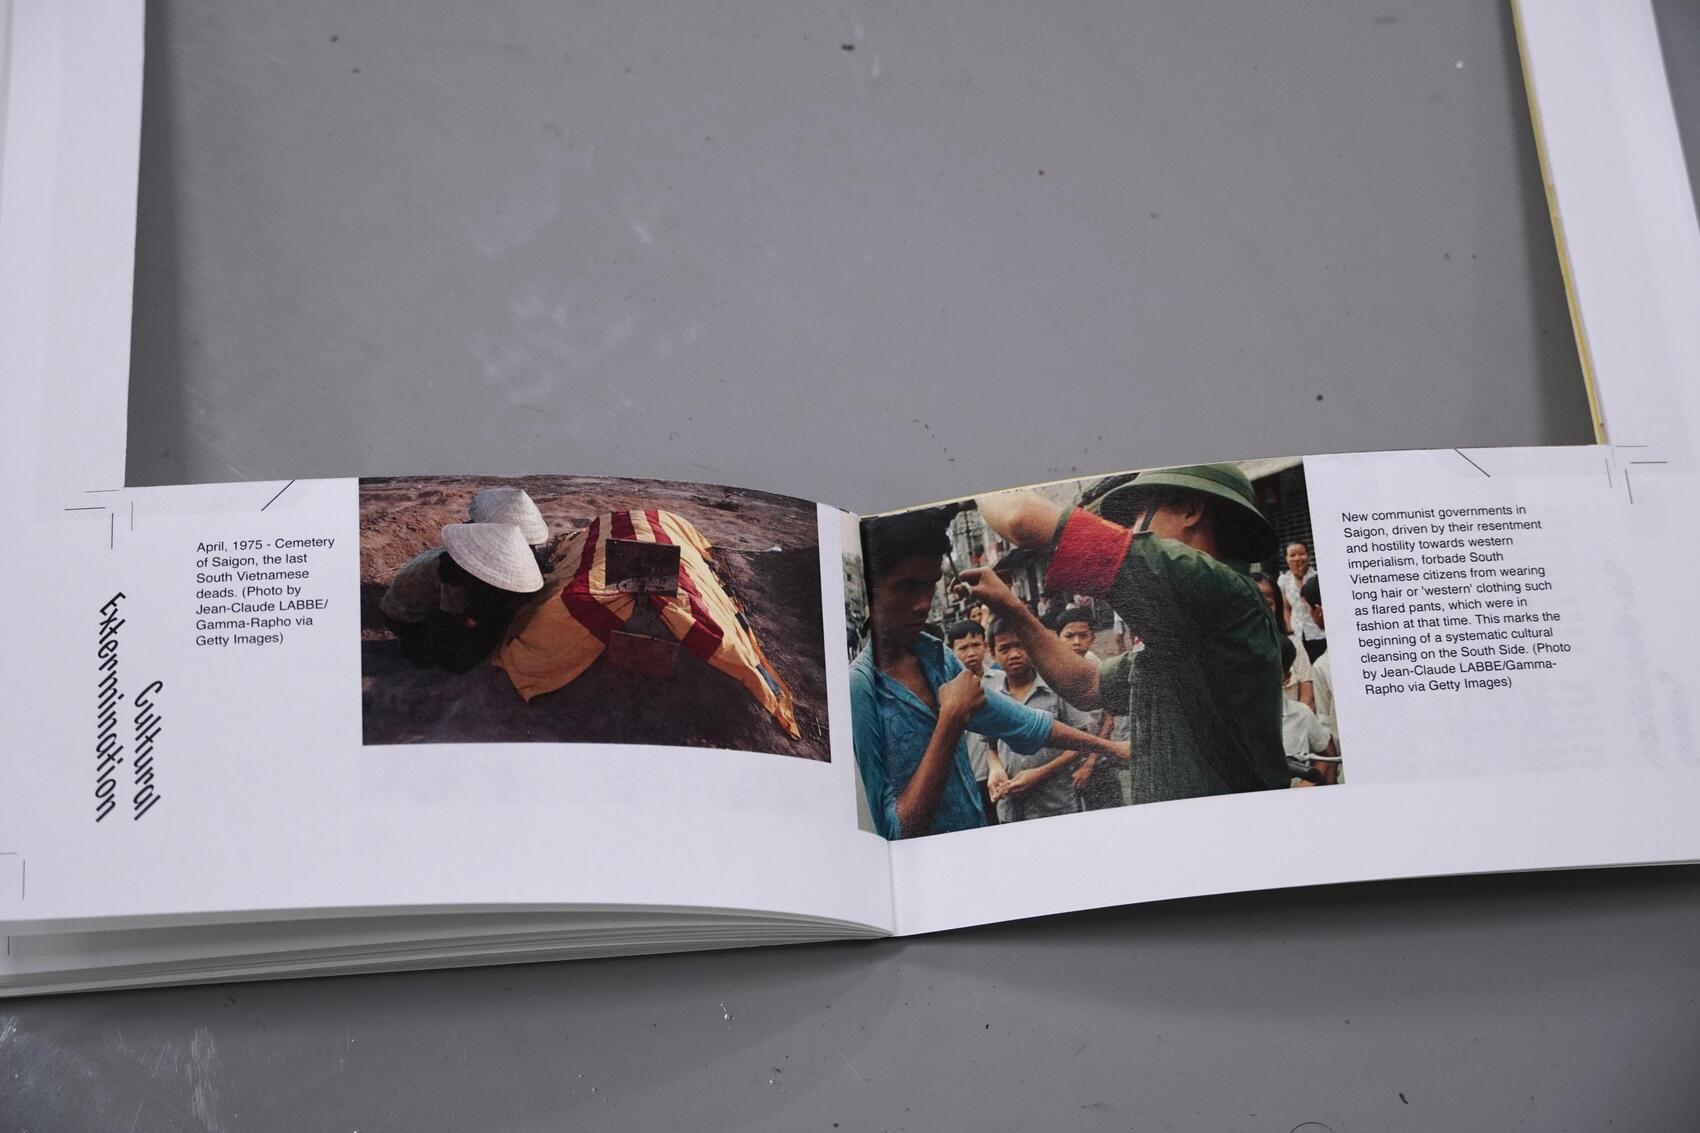 Cultural
Extermination
April, 1975 - Cemetery
of Saigon, the last
South Vietnamese
deads. (Photo by
Jean-Claude LABBE/
Gamma-Rapho via
Getty Images)
New communist governments in
Saigon, driven by their resentment
and hostility towards western
imperialism, forbade South
Vietnamese citizens from wearing
long hair or 'western' clothing such
as flared pants, which were in
fashion at that time. This marks the
beginning of a systematic cultural
cleansing on the South Side. (Photo
by Jean-Claude LABBE/Gamma-
Rapho via Getty Images)